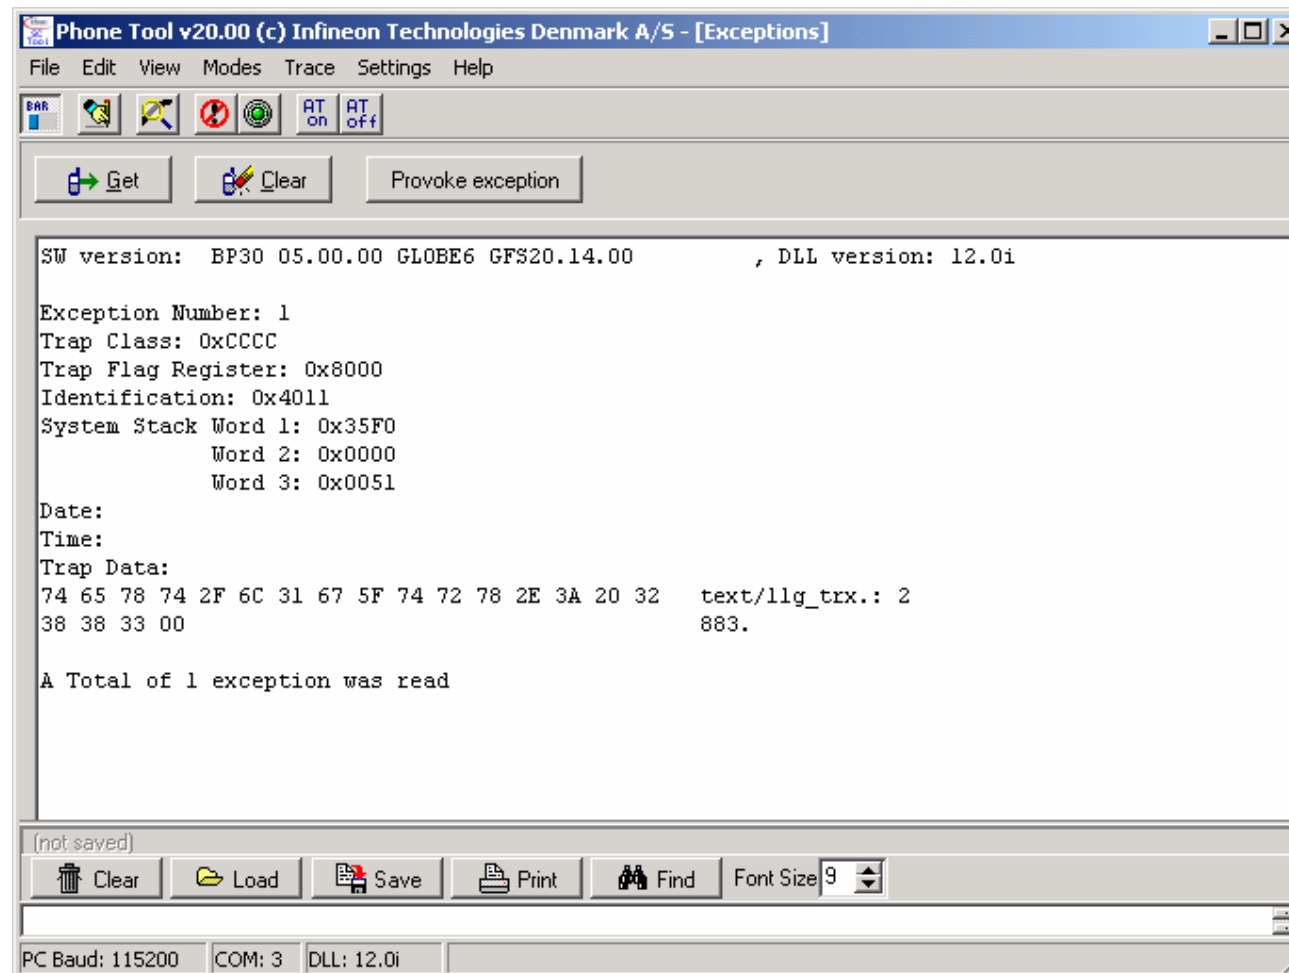 Phone Tool v20.00 (c) Infineon Technologies Denmark A/S - [Exceptions]
File Edit View Modes Trace Settings Help
BAR AT on AT off
Get Clear Provoke exception
SW version: BP30 05.00.00 GLOBE6 GFS20.14.00 , DLL version: 12.0i
Exception Number: 1
Trap Class: 0xCCCC
Trap Flag Register: 0x8000
Identification: 0x4011
System Stack Word 1: 0x35F0
Word 2: 0x0000
Word 3: 0x0051
Date:
Time:
Trap Data:
74 65 78 74 2F 6C 31 67 5F 74 72 78 2E 3A 20 32 text/l1g_trx.: 2
38 38 33 00 883.
A Total of 1 exception was read
(not saved)
Clear Load Save Print Find Font Size 9
PC Baud: 115200 COM: 3 DLL: 12.0i